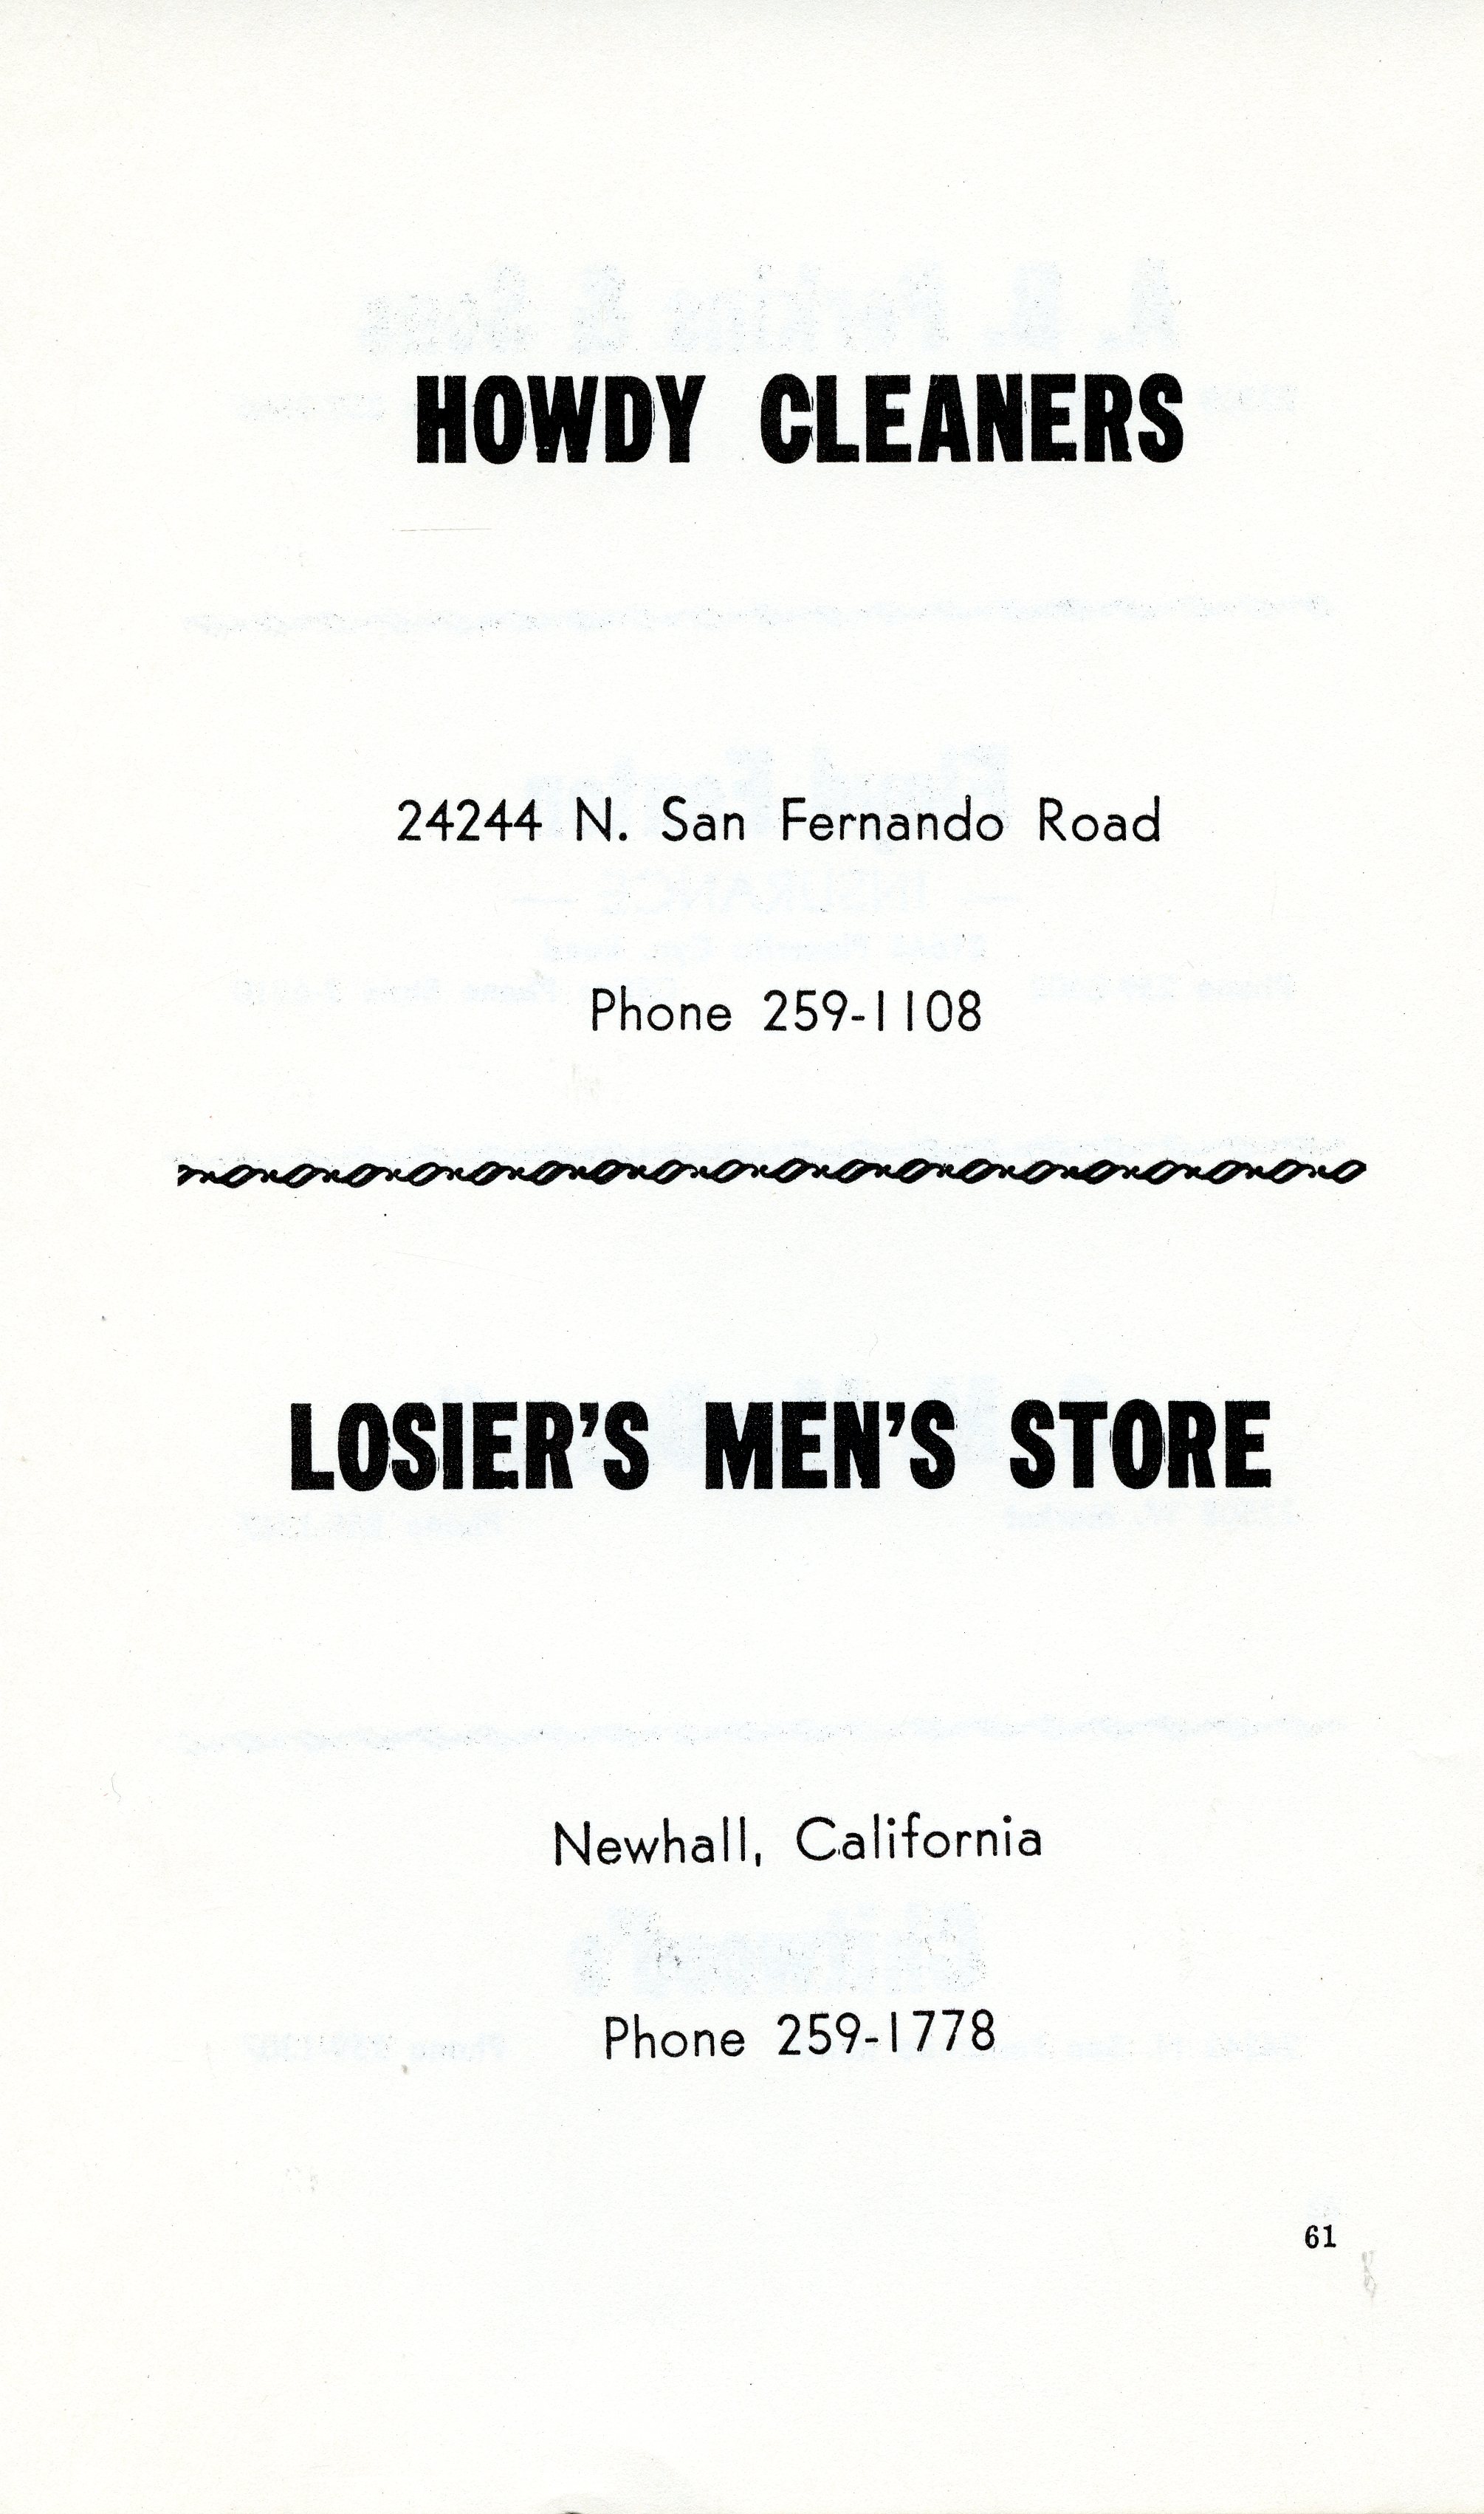 HOWDY CLEANERS
24244 N. San Fernando Road
Phone 259-1108
LOSIER'S MEN'S STORE
Newhall, California
Phone 259-1778
61